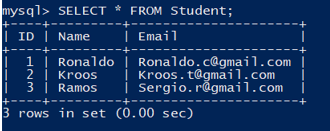 mysql> SELECT * FROM Student;
+----+---------+--------------------+
| ID | Name    | Email              |
+----+---------+--------------------+
|  1 | Ronaldo | Ronaldo.c@gmail.com |
|  2 | Kroos   | Kroos.t@gmail.com   |
|  3 | Ramos   | Sergio.r@gmail.com  |
+----+---------+--------------------+
3 rows in set (0.00 sec)